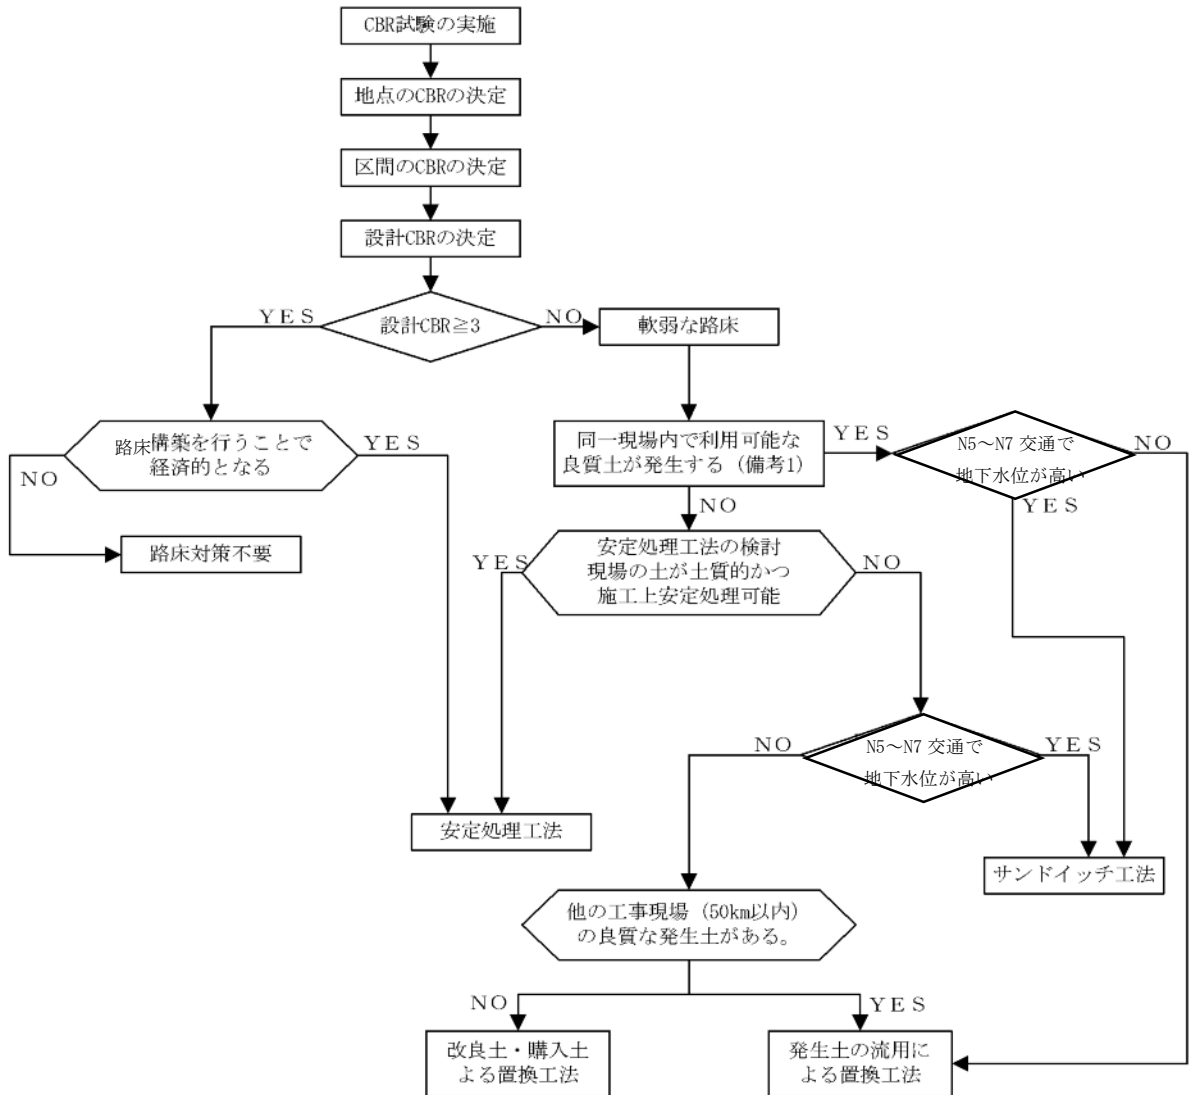 CBR試験の実施
地点のCBRの決定
区間のCBRの決定
設計CBRの決定
設計CBR≧3
YES
NO
軟弱な路床
路床構築を行うことで
経済的となる
NO
YES
路床対策不要
同一現場内で利用可能な
良質土が発生する（備考1）
YES
NO
N5～N7 交通で
地下水位が高い
NO
YES
安定処理工法の検討
現場の土が土質的かつ
施工上安定処理可能
YES
NO
N5～N7 交通で
地下水位が高い
NO
YES
安定処理工法
サンドイッチ工法
他の工事現場（50km以内）
の良質な発生土がある。
NO
YES
改良土・購入土
よる置換工法
発生土の流用に
よる置換工法